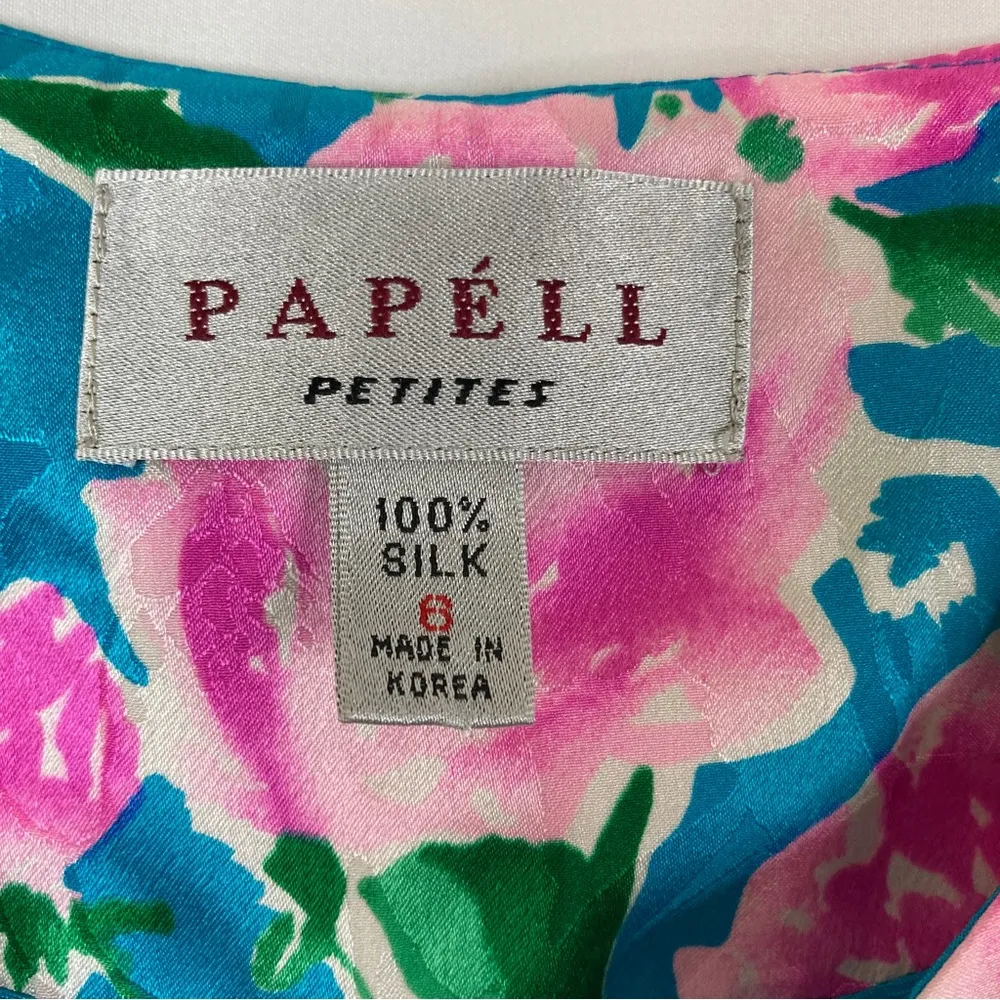 PAPÉLL
PETITES
100%
SILK
6
MADE IN
KOREA